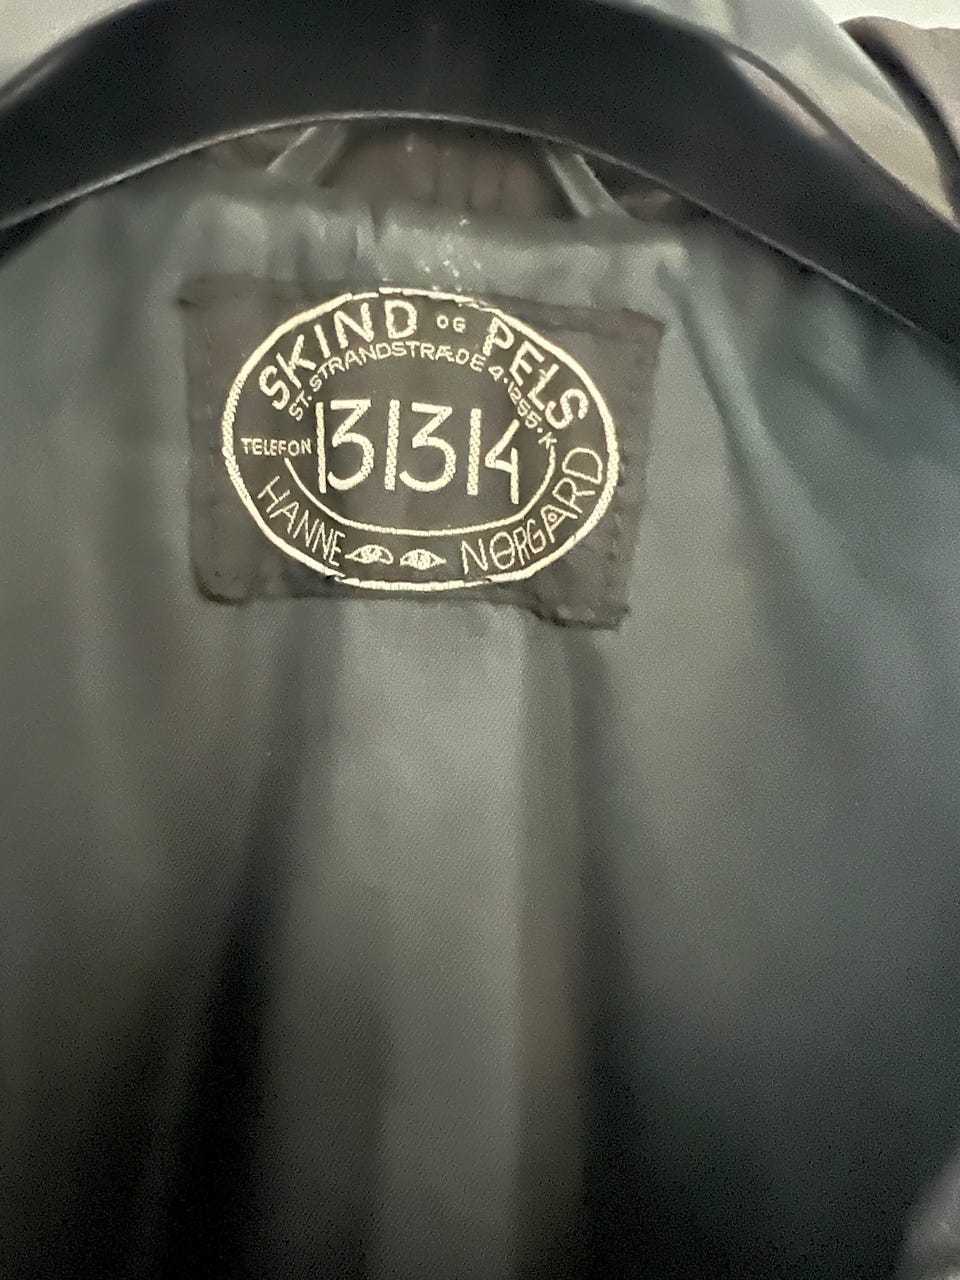 SKIND OG PELS
ST. STRANDSTRÆDE 4·1255·K
TELEFON 131314
HANNE NØRGÅRD